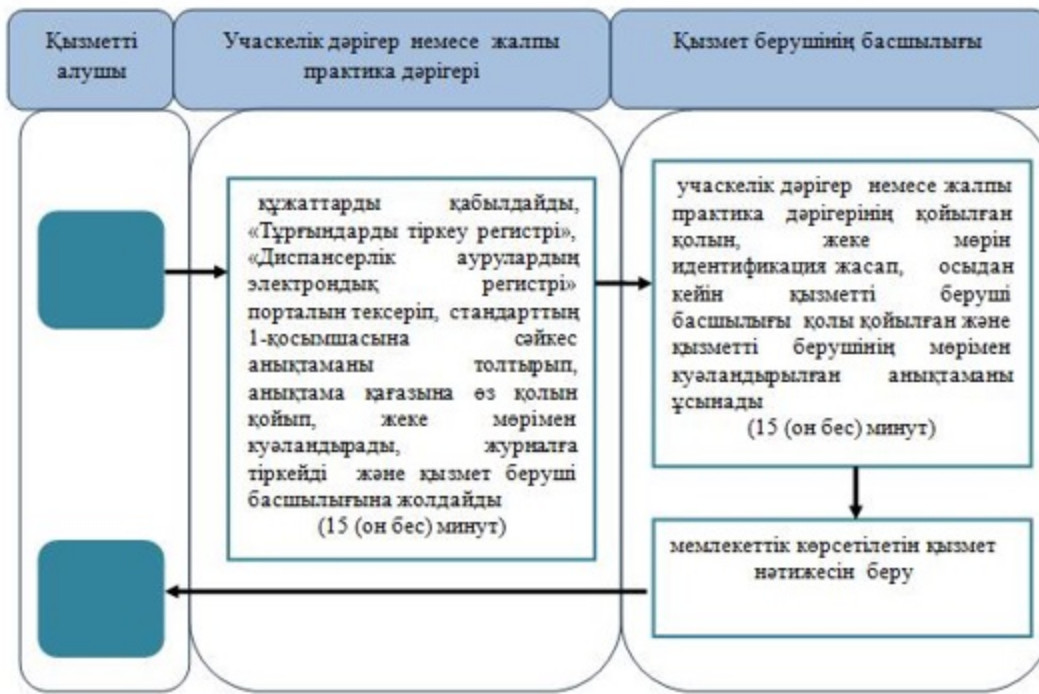 Қызметті
алушы
Учаскелік дәрігер немесе жалпы
практика дәрігері
Қызмет берушінің басшылығы
құжаттарды қабылдайды,
«Тұрғындарды тіркеу регистрі»,
«Диспансерлік аурулардың
электрондық регистрі»
порталын тексеріп, стандарттың
1-қосымшасына сәйкес
анықтаманы толтырып,
анықтама қағазына өз қолын
қойып, жеке мөрімен
куәландырады, журналға
тіркейді және қызмет беруші
басшылығына жолдайды
(15 (он бес) минут)
учаскелік дәрігер немесе жалпы
практика дәрігерінің қойылған
қолын, жеке мөрін
идентификация жасап, осыдан
кейін қызметті беруші
басшылығы қолы қойылған және
қызметті берушінің мөрімен
куәландырылған анықтаманы
ұсынады
(15 (он бес) минут)
мемлекеттік көрсетілетін қызмет
нәтижесін беру